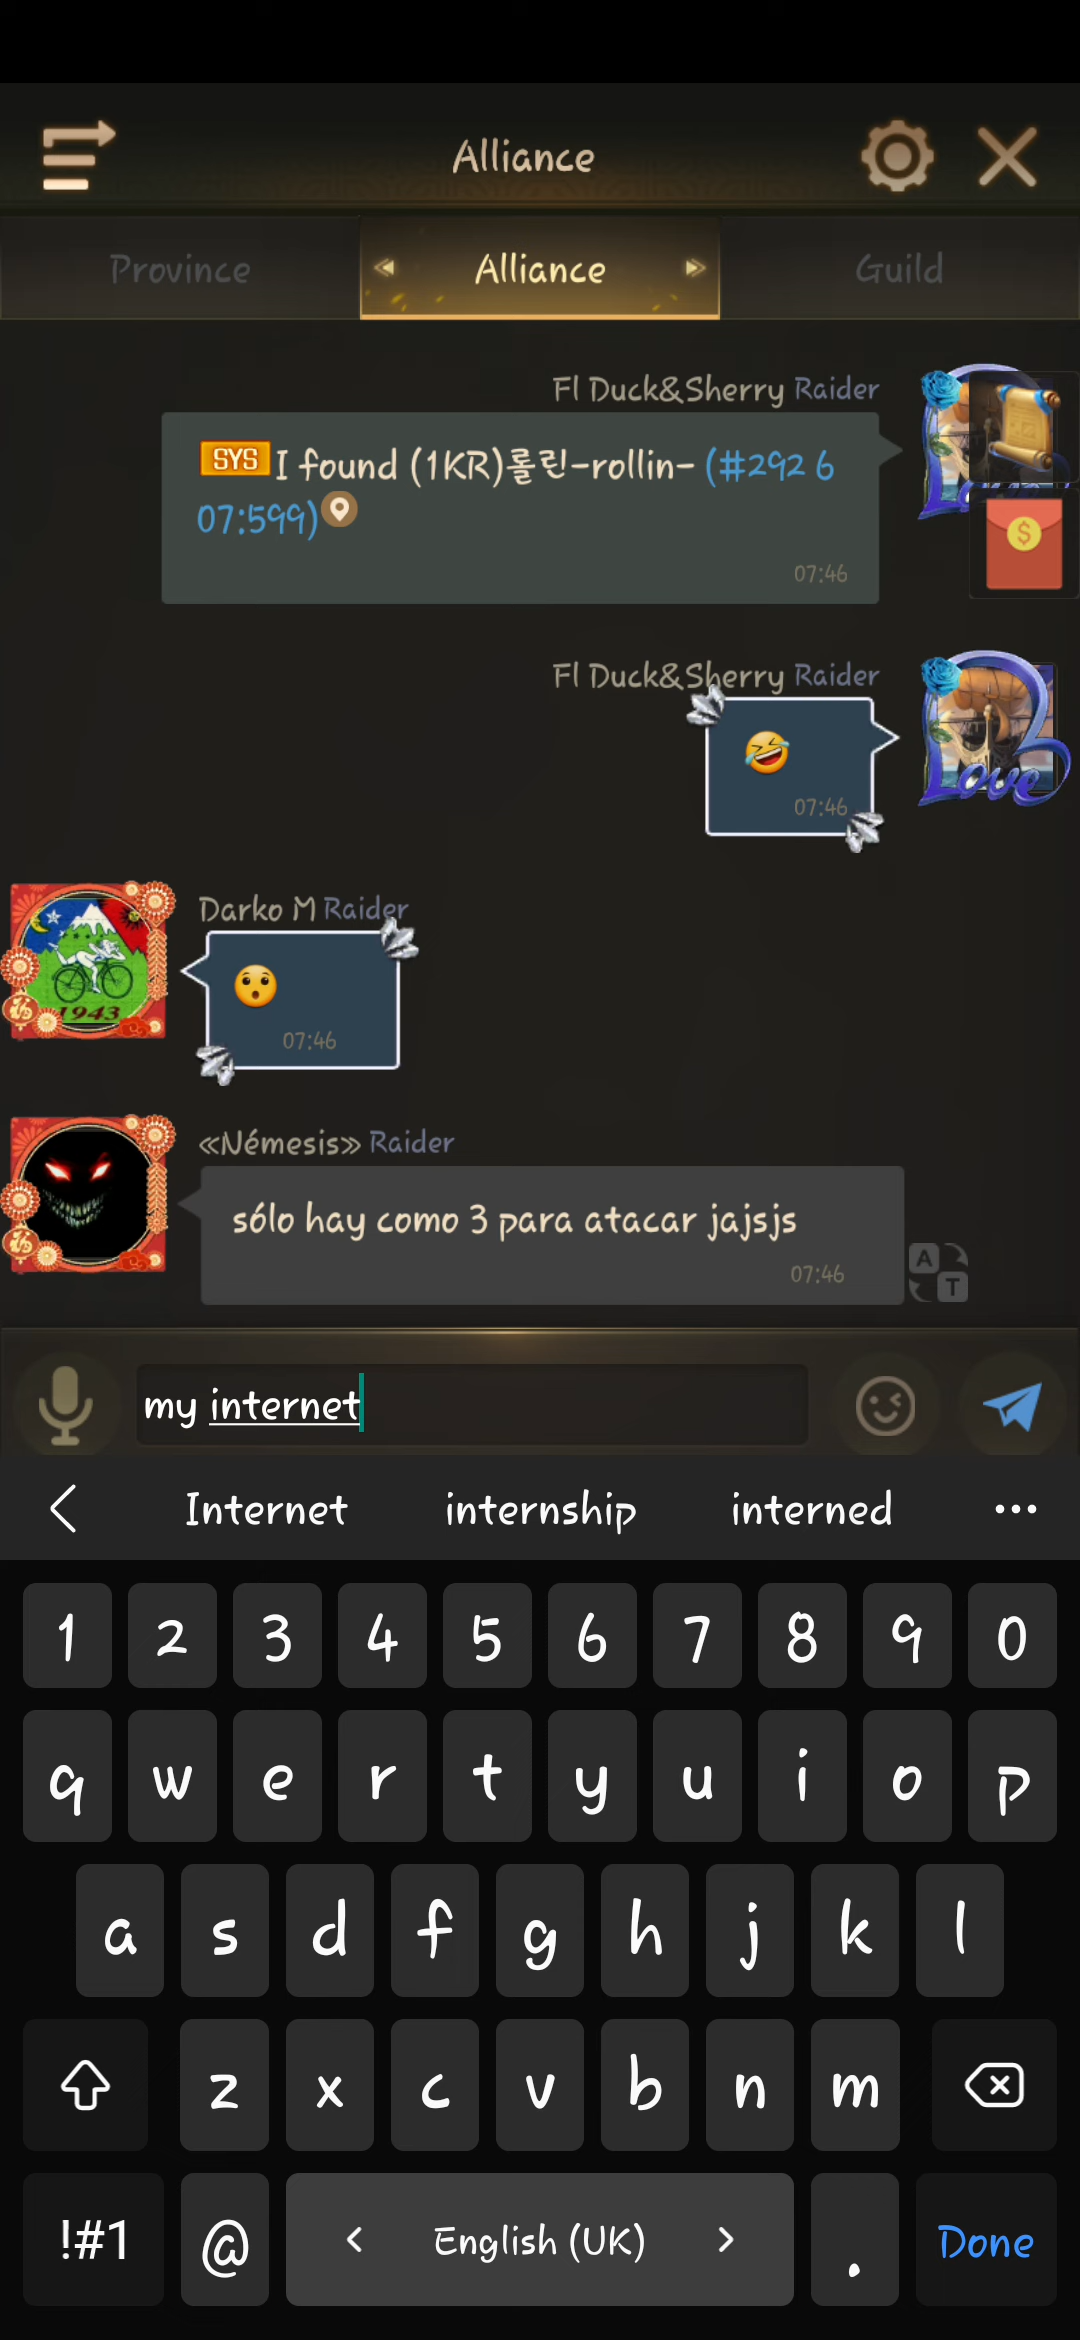 Alliance
Province
Alliance
Guild
Fl Duck&Sherry Raider
SYS I found (1KR)롤린-rollin- (#292 6
07:599)
07:46
Fl Duck&Sherry Raider
07:46
Love
Darko M Raider
1943
07:46
≪Némesis≫ Raider
sólo hay como 3 para atacar jajsjs
07:46
A
T
my internet
Internet internship interned
1 2 3 4 5 6 7 8 9 0
q w e r t y u i o p
a s d f g h j k l
z x c v b n m
!#1 @ < English (UK) > . Done